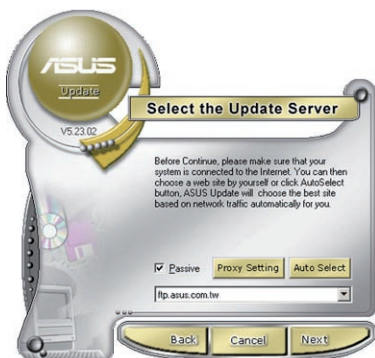 ASUS
Update
V5.23.02
Select the Update Server
Before Continue, please make sure that your
system is connected to the Internet. You can then
choose a web site by yourself or click AutoSelect
button, ASUS Update will choose the best site
based on network traffic automatically for you.
Passive
Proxy Setting
Auto Select
ftp.asus.com.tw
Back
Cancel
Next